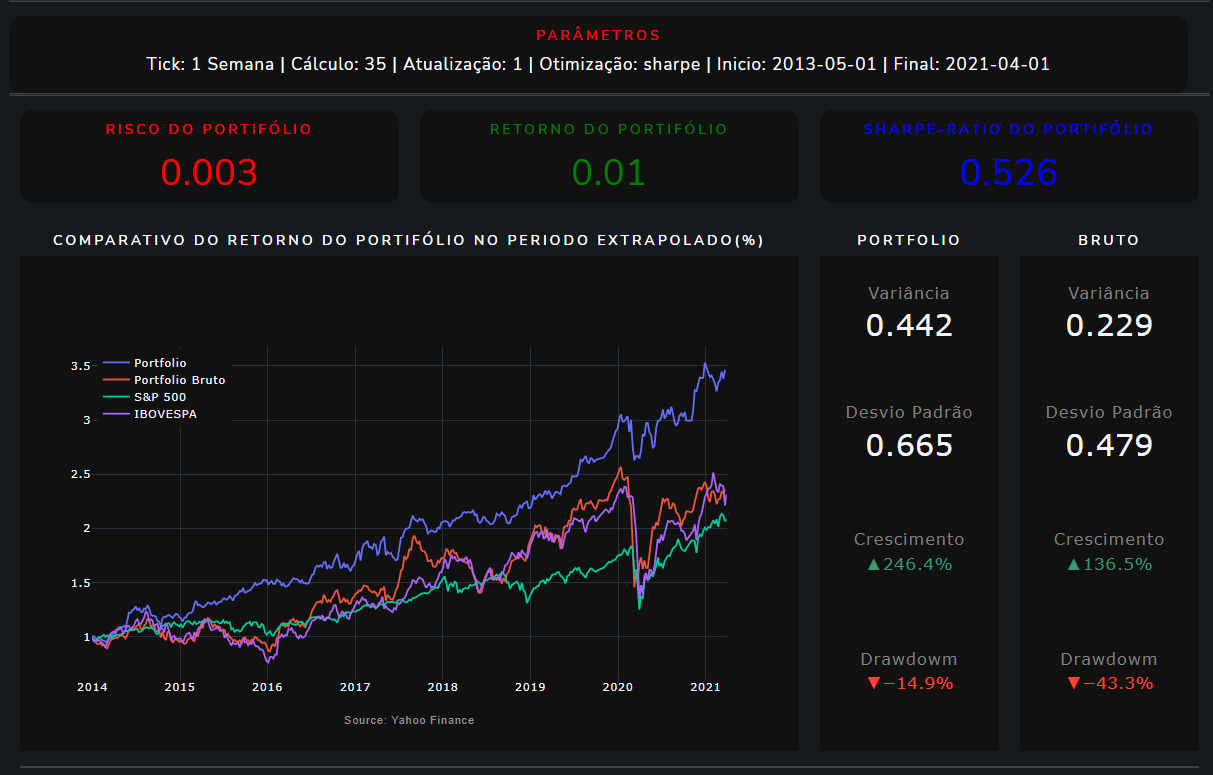 PARÂMETROS
Tick: 1 Semana | Cálculo: 35 | Atualização: 1 | Otimização: sharpe | Inicio: 2013-05-01 | Final: 2021-04-01
RISCO DO PORTIFÓLIO
0.003
RETORNO DO PORTIFÓLIO
0.01
SHARPE-RATIO DO PORTIFÓLIO
0.526
COMPARATIVO DO RETORNO DO PORTIFÓLIO NO PERIODO EXTRAPOLADO(%)
3.5
3
2.5
2
1.5
1
Portfolio
Portfolio Bruto
S&P 500
IBOVESPA
2014 2015 2016 2017 2018 2019 2020 2021
Source: Yahoo Finance
PORTFOLIO
Variância
0.442
Desvio Padrão
0.665
Crescimento
▲246.4%
Drawdowm
▼−14.9%
BRUTO
Variância
0.229
Desvio Padrão
0.479
Crescimento
▲136.5%
Drawdowm
▼−43.3%